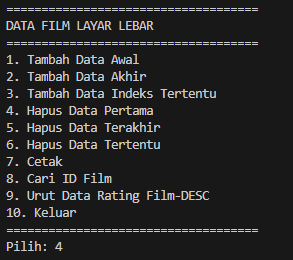 ====================================
DATA FILM LAYAR LEBAR
====================================
1. Tambah Data Awal
2. Tambah Data Akhir
3. Tambah Data Indeks Tertentu
4. Hapus Data Pertama
5. Hapus Data Terakhir
6. Hapus Data Tertentu
7. Cetak
8. Cari ID Film
9. Urut Data Rating Film-DESC
10. Keluar
====================================
Pilih: 4